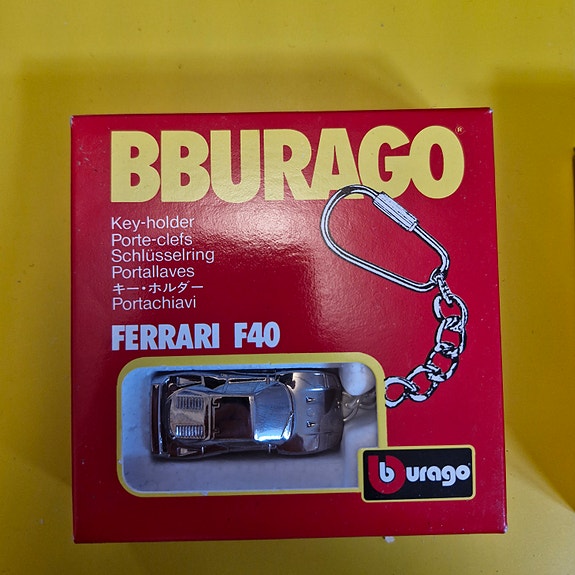 BBURAGO®
Key-holder
Porte-clefs
Schlüsselring
Portallaves
キー・ホルダー
Portachiavi
FERRARI F40
burago